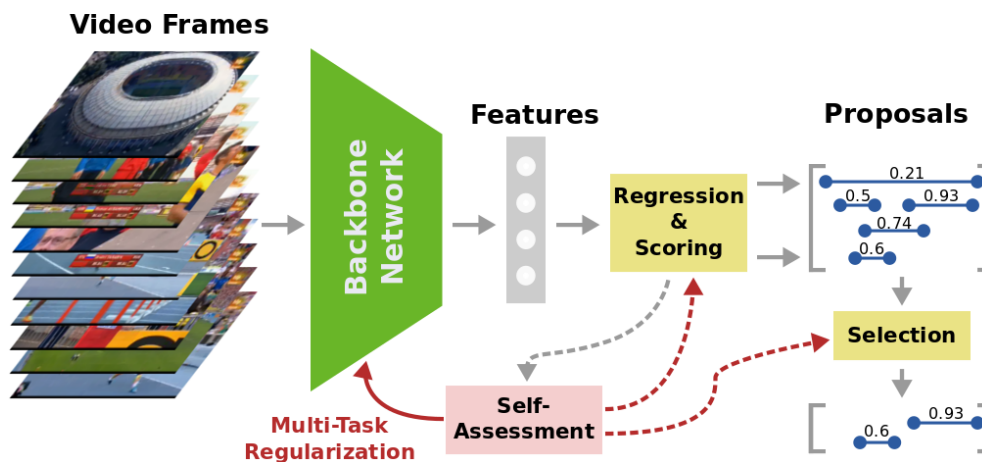 Video Frames
Backbone
Network
Features
Regression
&
Scoring
Proposals
0.21
0.5
0.93
0.74
0.6
Selection
Self-
Assessment
Multi-Task
Regularization
0.93
0.6